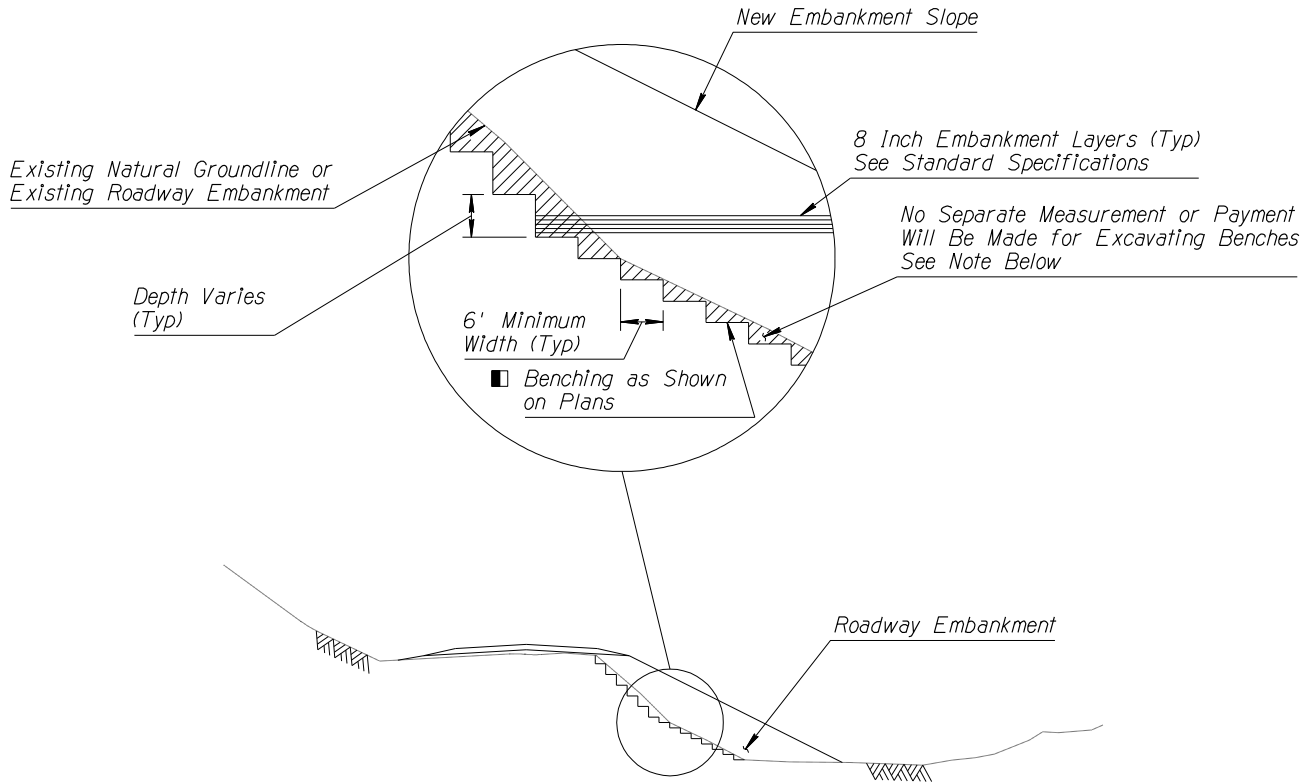 New Embankment Slope
8 Inch Embankment Layers (Typ)
See Standard Specifications
Existing Natural Groundline or
Existing Roadway Embankment
No Separate Measurement or Payment
Will Be Made for Excavating Benches
See Note Below
Depth Varies
(Typ)
6' Minimum
Width (Typ)
Benching as Shown
on Plans
Roadway Embankment